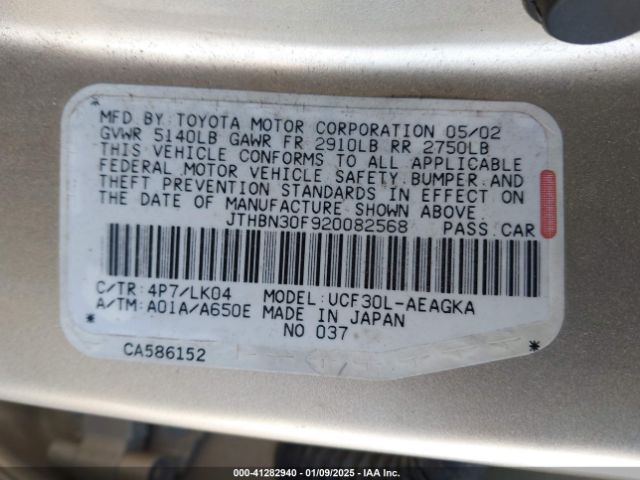 MFD BY: TOYOTA MOTOR CORPORATION 05/02
GVWR 5140LB GAWR FR 2910LB RR 2750LB
THIS VEHICLE CONFORMS TO ALL APPLICABLE
FEDERAL MOTOR VEHICLE SAFETY, BUMPER, AND
THEFT PREVENTION STANDARDS IN EFFECT ON
THE DATE OF MANUFACTURE SHOWN ABOVE.
JTHBN30F920082568 PASS.CAR
C/TR: 4P7/LK04 MODEL: UCF30L-AEAGKA
A/TM: A01A/A650E MADE IN JAPAN
NO 037
CA586152
000-41282940 - 01/09/2025 - IAA Inc.